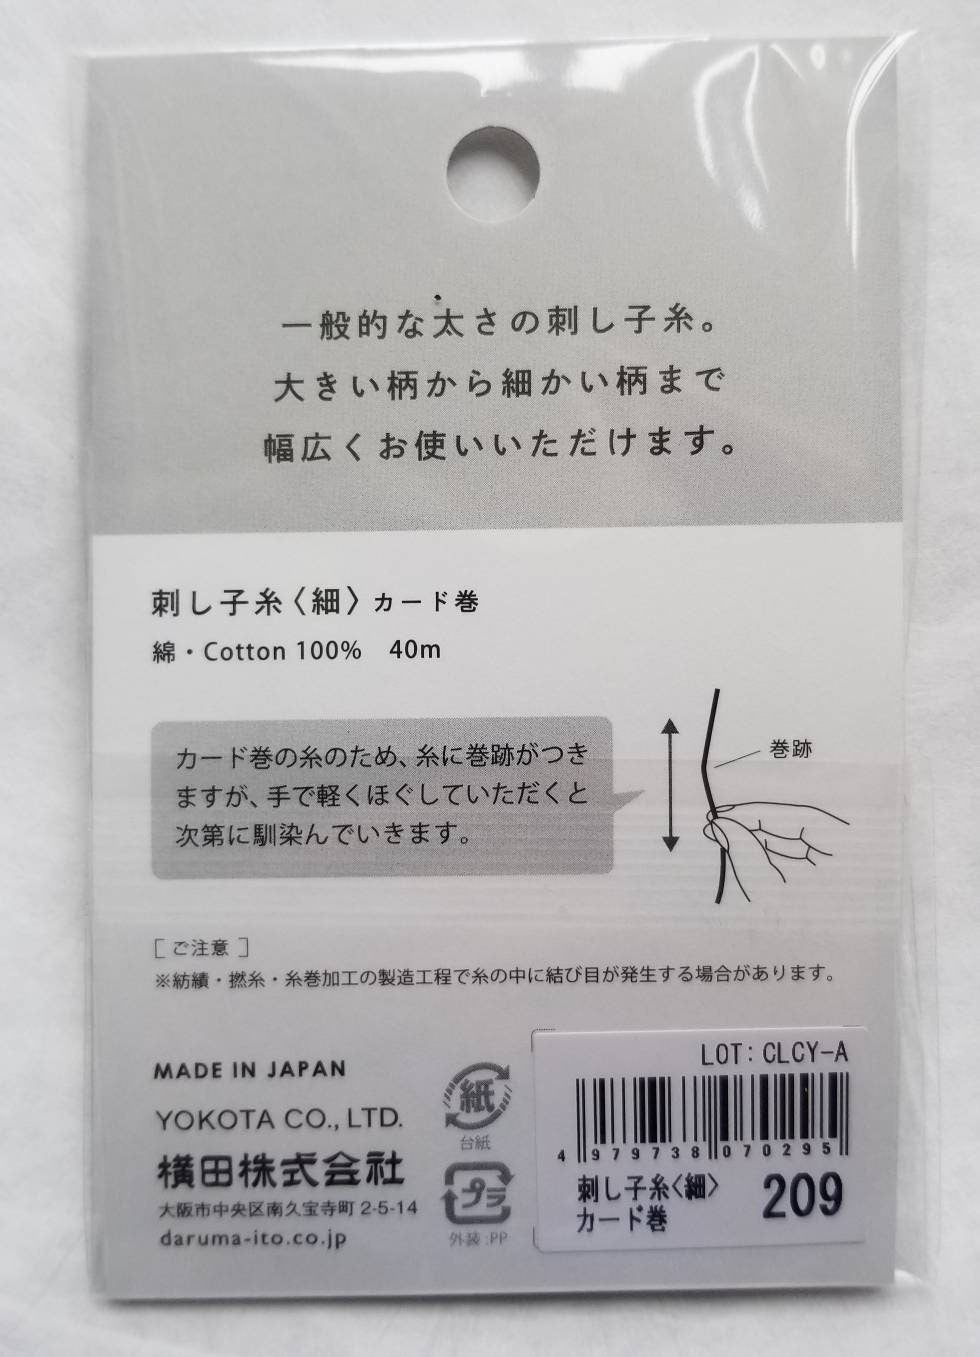 一般的な太さの刺し子糸。
大きい柄から細かい柄まで
幅広くお使いいただけます。
刺し子糸〈細〉カード巻
綿・Cotton 100%　40m
カード巻の糸のため、糸に巻跡がつき
ますが、手で軽くほぐしていただくと
次第に馴染んでいきます。
巻跡
［ご注意］
※紡績・撚糸・糸巻加工の製造工程で糸の中に結び目が発生する場合があります。
MADE IN JAPAN
YOKOTA CO., LTD.
横田株式会社
大阪市中央区南久宝寺町 2-5-14
daruma-ito.co.jp
紙
台紙
プラ
外装:PP
LOT: CLCY-A
4 979738 070295
刺し子糸〈細〉
カード巻
209